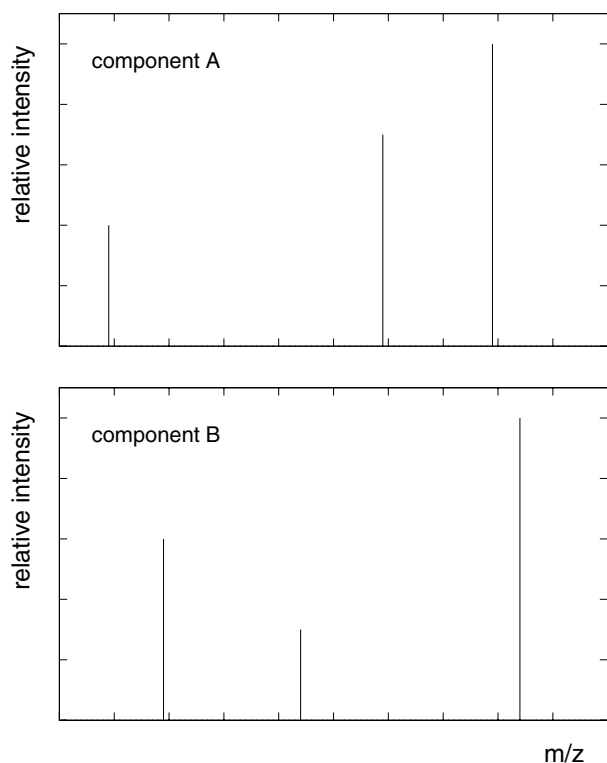 component A
relative intensity
component B
relative intensity
m/z